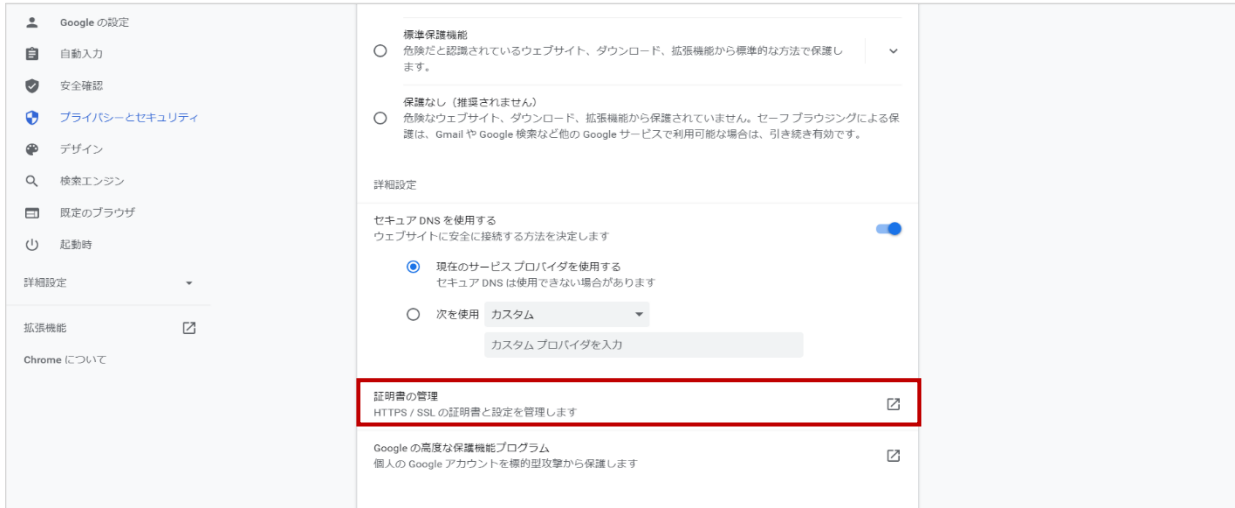 Google の設定
自動入力
安全確認
プライバシーとセキュリティ
デザイン
検索エンジン
既定のブラウザ
起動時
詳細設定
拡張機能
Chrome について
標準保護機能
危険だと認識されているウェブサイト、ダウンロード、拡張機能から標準的な方法で保護し
ます。
保護なし（推奨されません）
危険なウェブサイト、ダウンロード、拡張機能から保護されていません。セーフ ブラウジングによる保
護は、Gmail や Google 検索など他の Google サービスで利用可能な場合は、引き続き有効です。
詳細設定
セキュア DNS を使用する
ウェブサイトに安全に接続する方法を決定します
現在のサービス プロバイダを使用する
セキュア DNS は使用できない場合があります
次を使用 カスタム
カスタム プロバイダを入力
証明書の管理
HTTPS / SSL の証明書と設定を管理します
Google の高度な保護機能プログラム
個人の Google アカウントを標的型攻撃から保護します